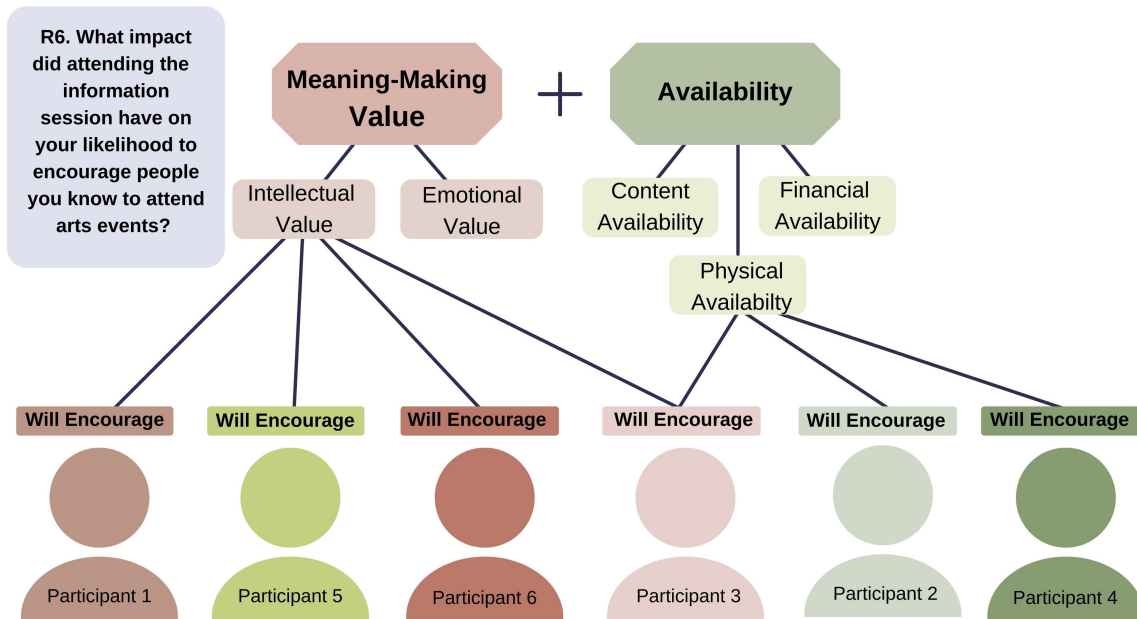 R6. What impact
did attending the
information
session have on
your likelihood to
encourage people
you know to attend
arts events?
Meaning-Making
Value
Availability
Intellectual
Value
Emotional
Value
Content
Availability
Financial
Availability
Physical
Availabilty
Will Encourage
Will Encourage
Will Encourage
Will Encourage
Will Encourage
Will Encourage
Participant 1
Participant 5
Participant 6
Participant 3
Participant 2
Participant 4